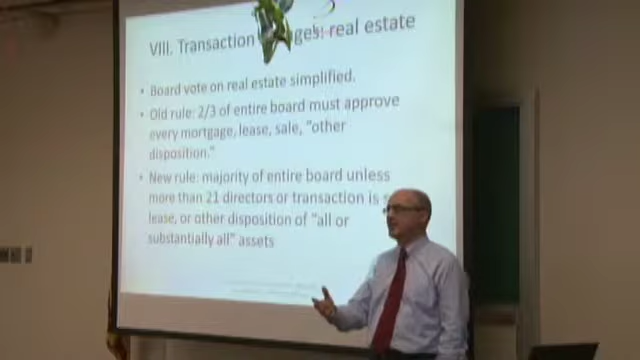 VIII. Transaction real estate
• Board vote on real estate simplified.
• Old rule: 2/3 of entire board must approve
every mortgage, lease, sale, "other
disposition."
• New rule: majority of entire board unless
more than 21 directors or transaction is
lease, or other disposition of "all or
substantially all" assets